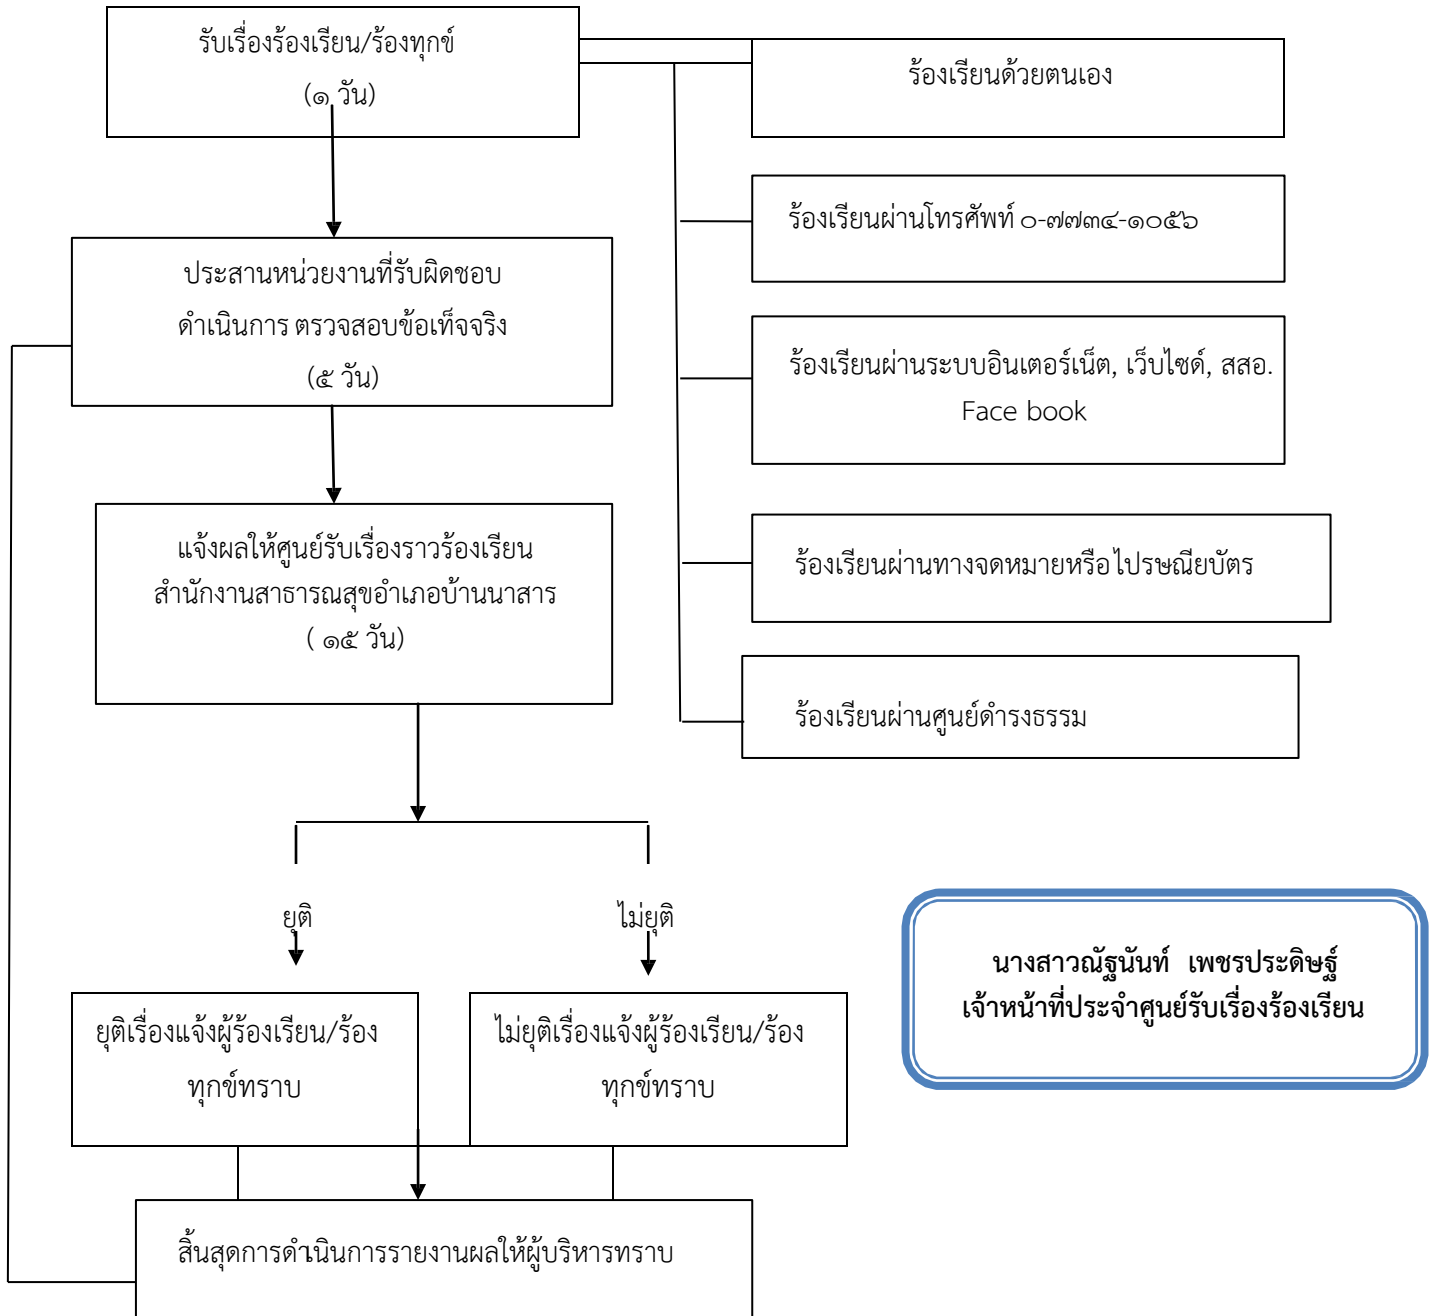 รับเรื่องร้องเรียน/ร้องทุกข์
(๑ วัน)
ร้องเรียนด้วยตนเอง
ร้องเรียนผ่านโทรศัพท์ ๐-๗๗๓๔-๑๐๕๖
ประสานหน่วยงานที่รับผิดชอบ
ดำเนินการ ตรวจสอบข้อเท็จจริง
(๕ วัน)
ร้องเรียนผ่านระบบอินเตอร์เน็ต, เว็บไซด์, สสอ.
Face book
แจ้งผลให้ศูนย์รับเรื่องราวร้องเรียน
สำนักงานสาธารณสุขอำเภอบ้านนาสาร
( ๑๕ วัน)
ร้องเรียนผ่านทางจดหมายหรือไปรษณียบัตร
ร้องเรียนผ่านศูนย์ดำรงธรรม
ยุติ
ไม่ยุติ
นางสาวณัฐนันท์ เพชรประดิษฐ์
เจ้าหน้าที่ประจำศูนย์รับเรื่องร้องเรียน
ยุติเรื่องแจ้งผู้ร้องเรียน/ร้อง
ทุกข์ทราบ
ไม่ยุติเรื่องแจ้งผู้ร้องเรียน/ร้อง
ทุกข์ทราบ
สิ้นสุดการดำเนินการรายงานผลให้ผู้บริหารทราบ